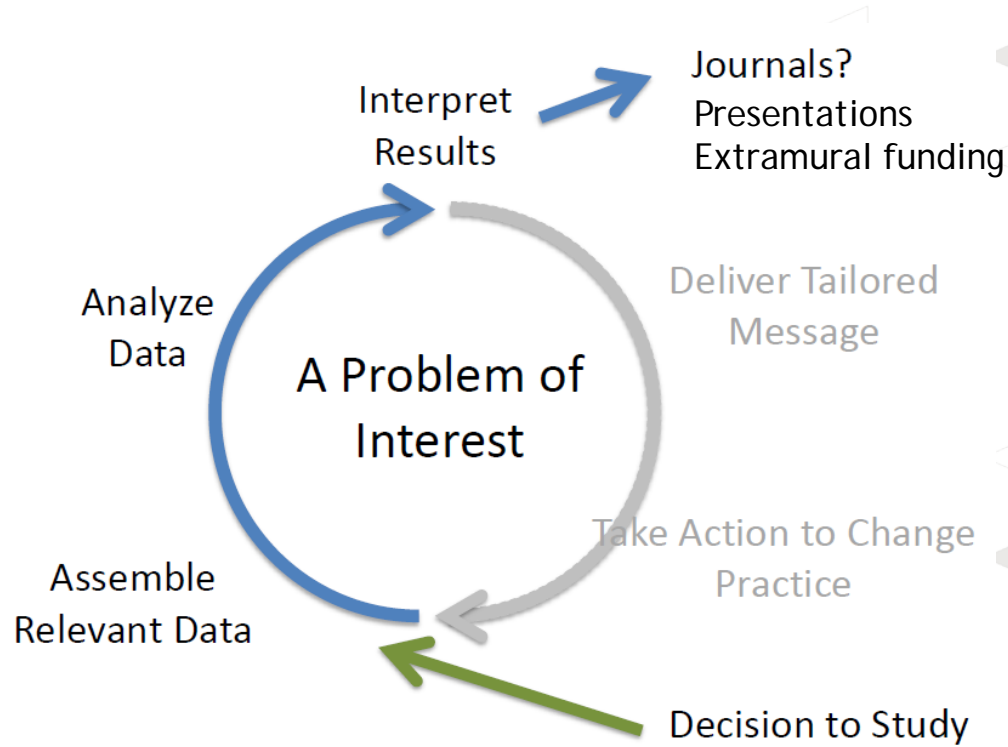 Journals?
Presentations
Extramural funding
Interpret
Results
Deliver Tailored
Message
Analyze
Data
A Problem of
Interest
Take Action to Change
Practice
Assemble
Relevant Data
Decision to Study